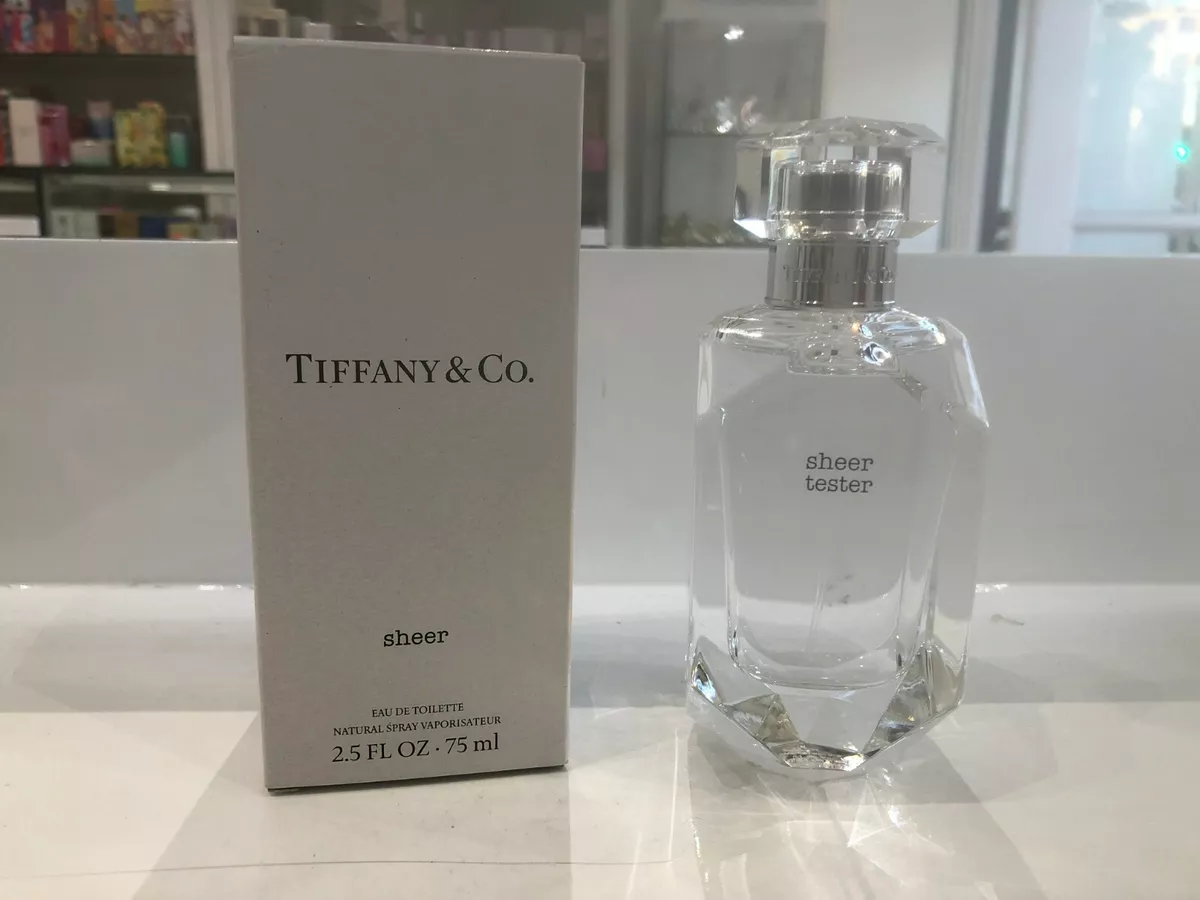 TIFFANY & CO.
sheer
EAU DE TOILETTE
NATURAL SPRAY VAPORISATEUR
2.5 FL OZ · 75 ml
sheer
tester